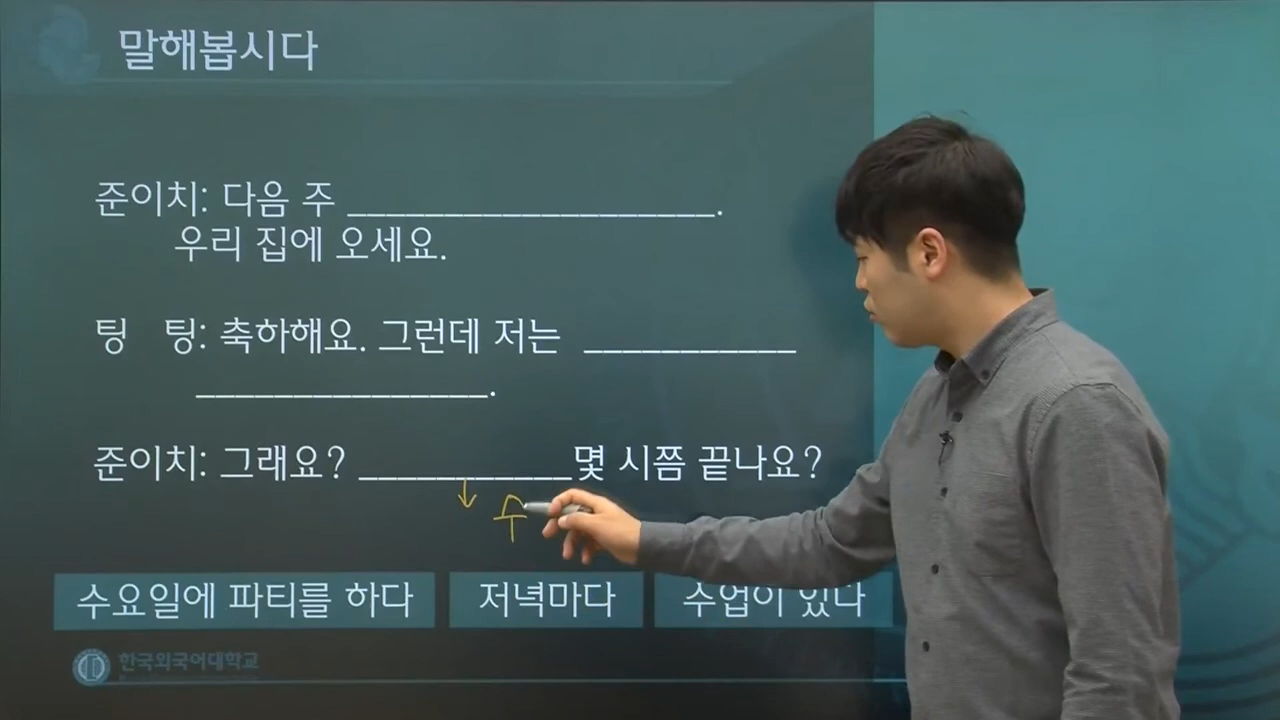 말해봅시다
준이치: 다음 주 ___________________.
우리 집에 오세요.
팅 팅: 축하해요. 그런데 저는 ___________
_______________.
준이치: 그래요? ___________몇 시쯤 끝나요?
↓ 수
수요일에 파티를 하다 저녁마다 수업이 있다
한국외국어대학교